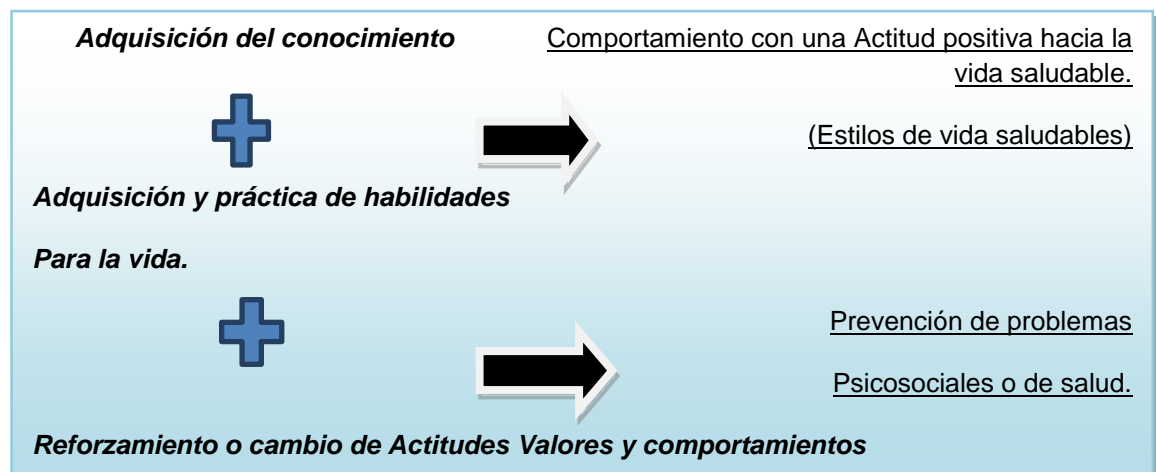 Adquisición del conocimiento
Comportamiento con una Actitud positiva hacia la
vida saludable.
(Estilos de vida saludables)
Adquisición y práctica de habilidades
Para la vida.
Prevención de problemas
Psicosociales o de salud.
Reforzamiento o cambio de Actitudes Valores y comportamientos